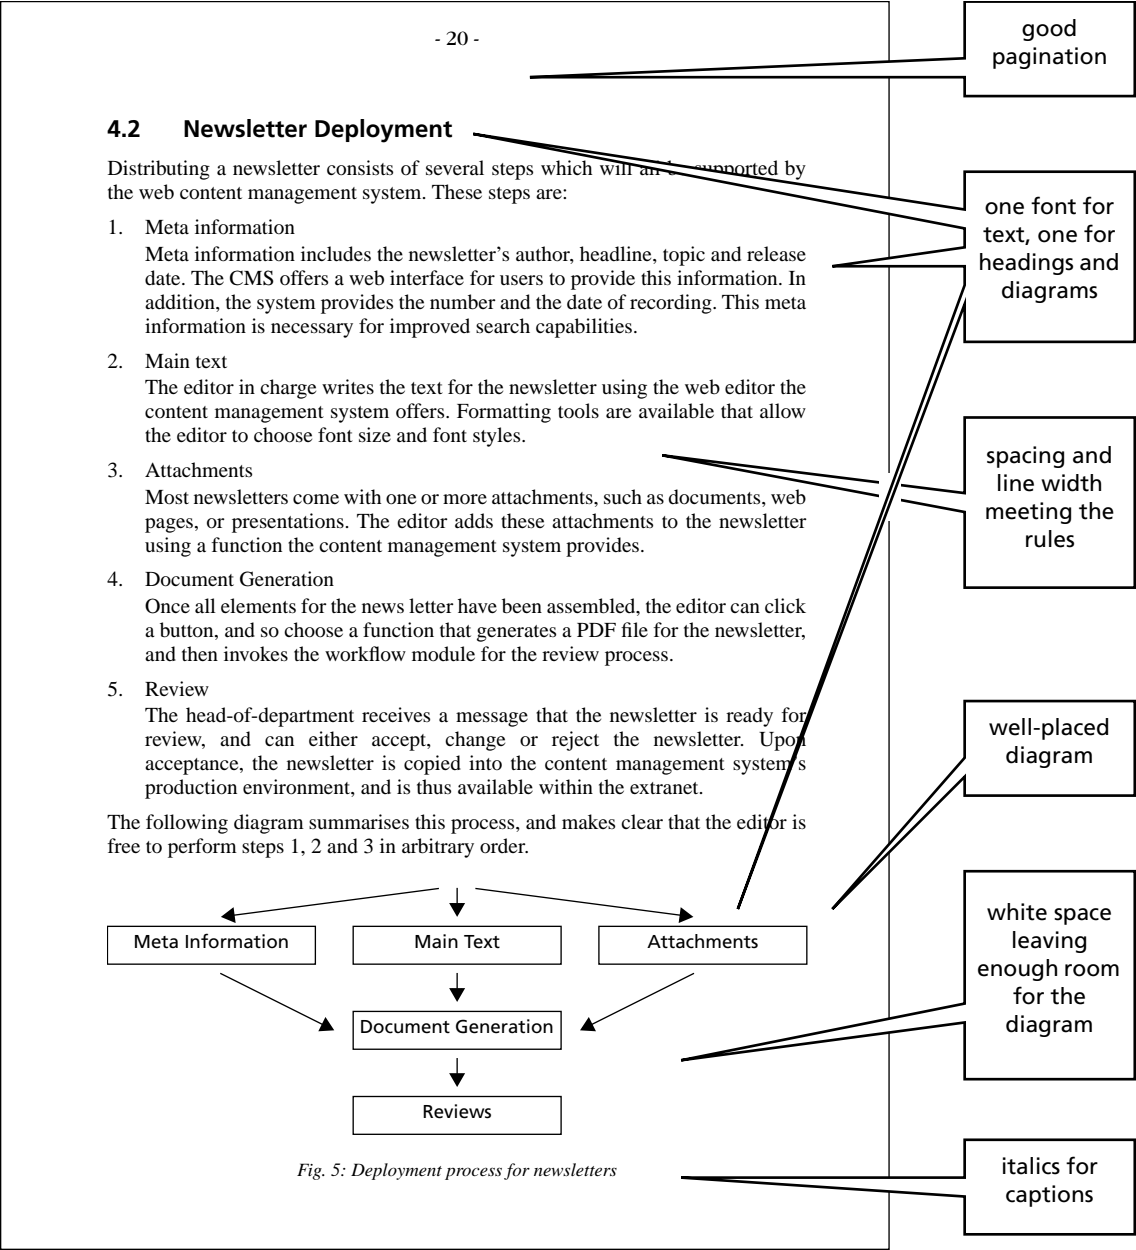 - 20 -
4.2 Newsletter Deployment
Distributing a newsletter consists of several steps which will all be supported by
the web content management system. These steps are:
1. Meta information
Meta information includes the newsletter's author, headline, topic and release
date. The CMS offers a web interface for users to provide this information. In
addition, the system provides the number and the date of recording. This meta
information is necessary for improved search capabilities.
2. Main text
The editor in charge writes the text for the newsletter using the web editor the
content management system offers. Formatting tools are available that allow
the editor to choose font size and font styles.
3. Attachments
Most newsletters come with one or more attachments, such as documents, web
pages, or presentations. The editor adds these attachments to the newsletter
using a function the content management system provides.
4. Document Generation
Once all elements for the news letter have been assembled, the editor can click
a button, and so choose a function that generates a PDF file for the newsletter,
and then invokes the workflow module for the review process.
5. Review
The head-of-department receives a message that the newsletter is ready for
review, and can either accept, change or reject the newsletter. Upon
acceptance, the newsletter is copied into the content management system's
production environment, and is thus available within the extranet.
The following diagram summarises this process, and makes clear that the editor is
free to perform steps 1, 2 and 3 in arbitrary order.
Meta Information
Main Text
Attachments
Document Generation
Reviews
Fig. 5: Deployment process for newsletters
good
pagination
one font for
text, one for
headings and
diagrams
spacing and
line width
meeting the
rules
well-placed
diagram
white space
leaving
enough room
for the
diagram
italics for
captions